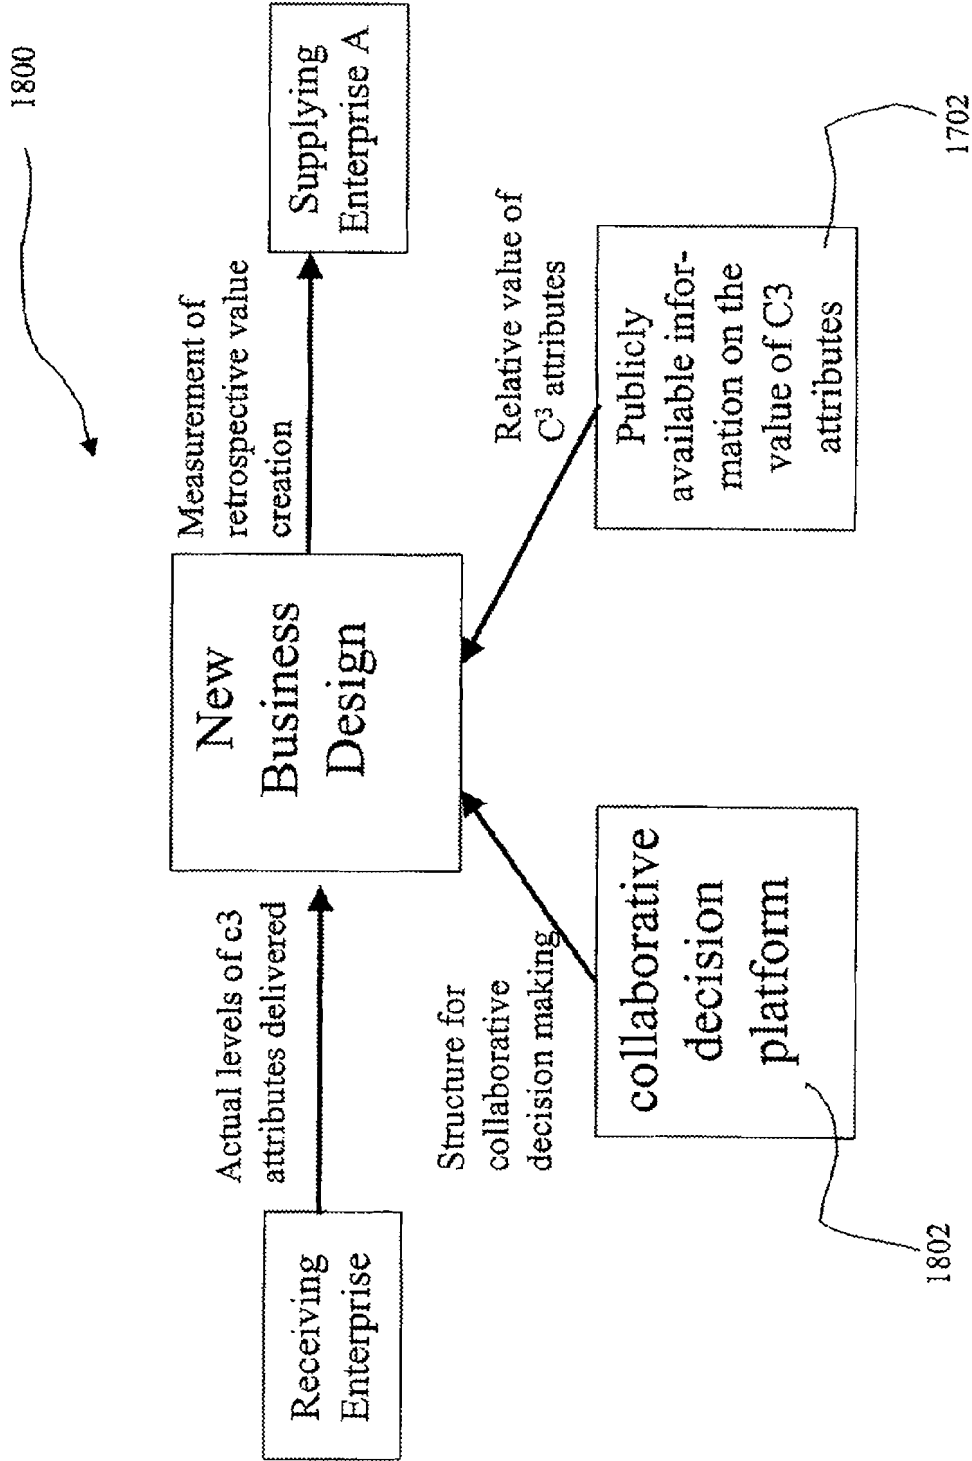 1800
Receiving
Enterprise
Actual levels of c3
attributes delivered
New
Business
Design
Measurement of
retrospective value
creation
Supplying
Enterprise A
Structure for
collaborative
decision making
Relative value of
C³ attributes
collaborative
decision
platform
Publicly
available infor-
mation on the
value of C3
attributes
1802
1702